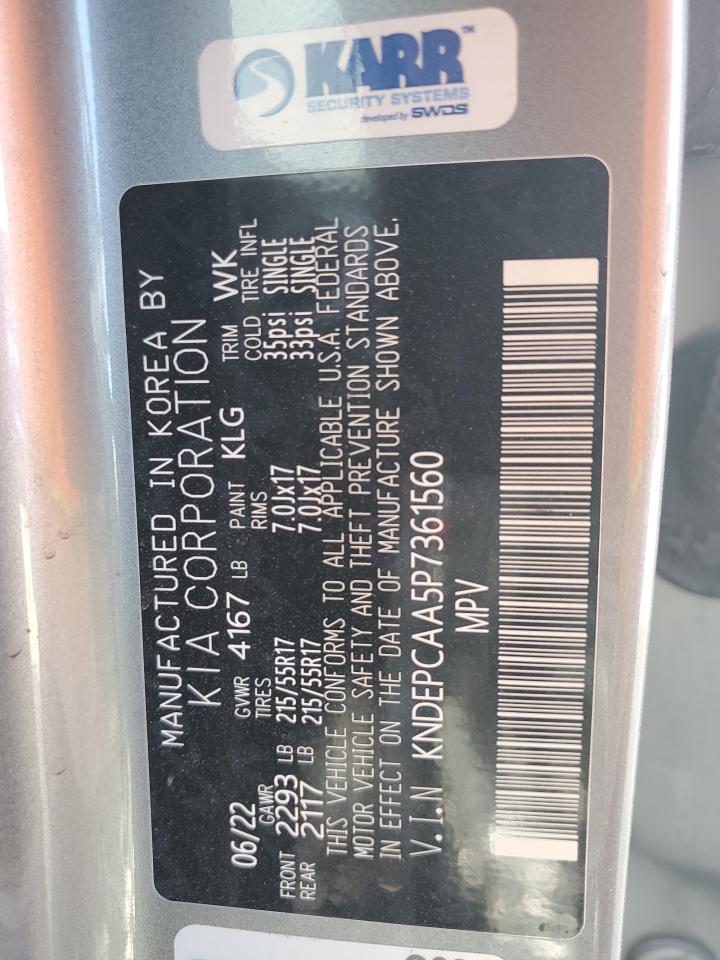 KARR™
SECURITY SYSTEMS
developed by SWDS
MANUFACTURED IN KOREA BY
KIA CORPORATION
06/22 GVWR 4167 LB PAINT KLG TRIM WK
GAWR TIRES RIMS COLD TIRE INFL
FRONT 2293 LB 215/55R17 7.0Jx17 35psi SINGLE
REAR 2117 LB 215/55R17 7.0Jx17 33psi SINGLE
THIS VEHICLE CONFORMS TO ALL APPLICABLE U.S.A. FEDERAL
MOTOR VEHICLE SAFETY AND THEFT PREVENTION STANDARDS
IN EFFECT ON THE DATE OF MANUFACTURE SHOWN ABOVE.
V.I.N KNDEPCAA5P7361560
MPV